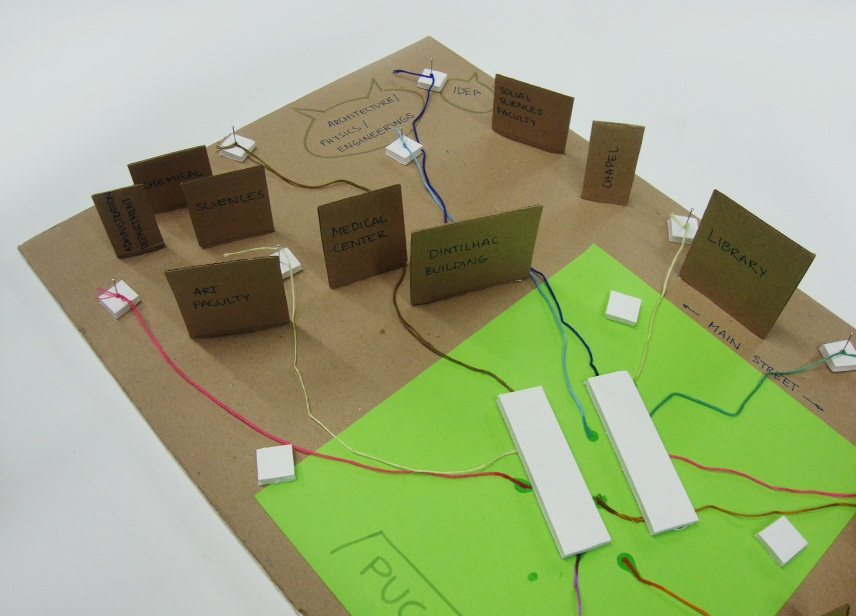 IDEA
ARCHITECTURE/
PHYSICS/
ENGINEERINGS
SOCIAL
SCIENCES
FACULTY
CHAPEL
CHEMICAL
SCIENCES
DEPARTMENT
MEDICAL
CENTER
DINTILHAC
BUILDING
LIBRARY
ART
FACULTY
← MAIN STREET →
PUC